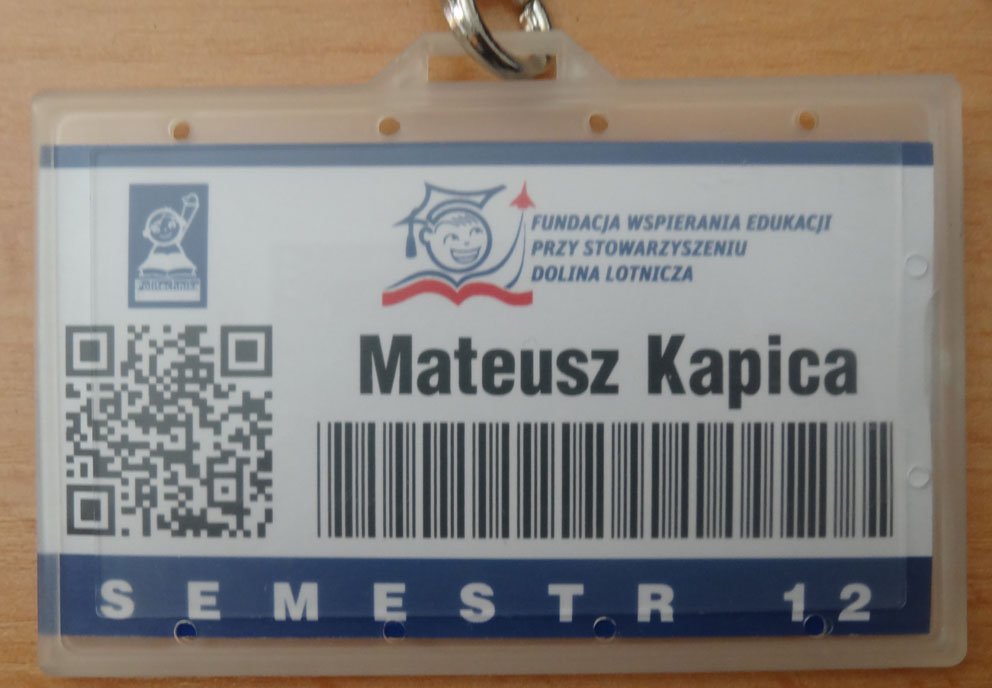 FUNDACJA WSPIERANIA EDUKACJI
PRZY STOWARZYSZENIU
DOLINA LOTNICZA
Mateusz Kapica
SEMESTR 12